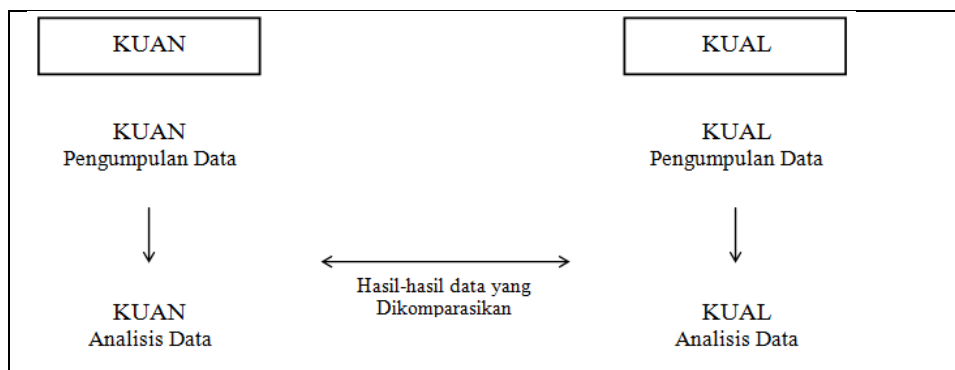 KUAN
KUAL
KUAN
Pengumpulan Data
KUAL
Pengumpulan Data
Hasil-hasil data yang
Dikomparasikan
KUAN
Analisis Data
KUAL
Analisis Data